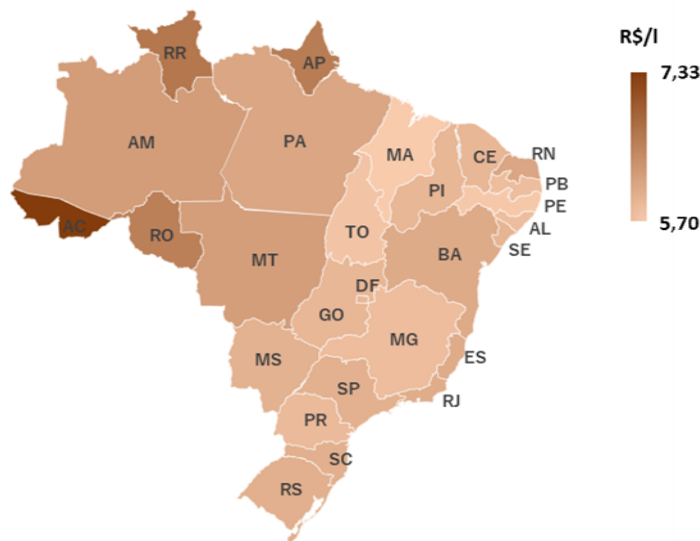 R$/l
7,33
5,70
RR
AP
AM
PA
MA
CE
RN
PB
PI
PE
AC
RO
TO
AL
SE
MT
BA
DF
GO
MG
MS
ES
SP
RJ
PR
SC
RS